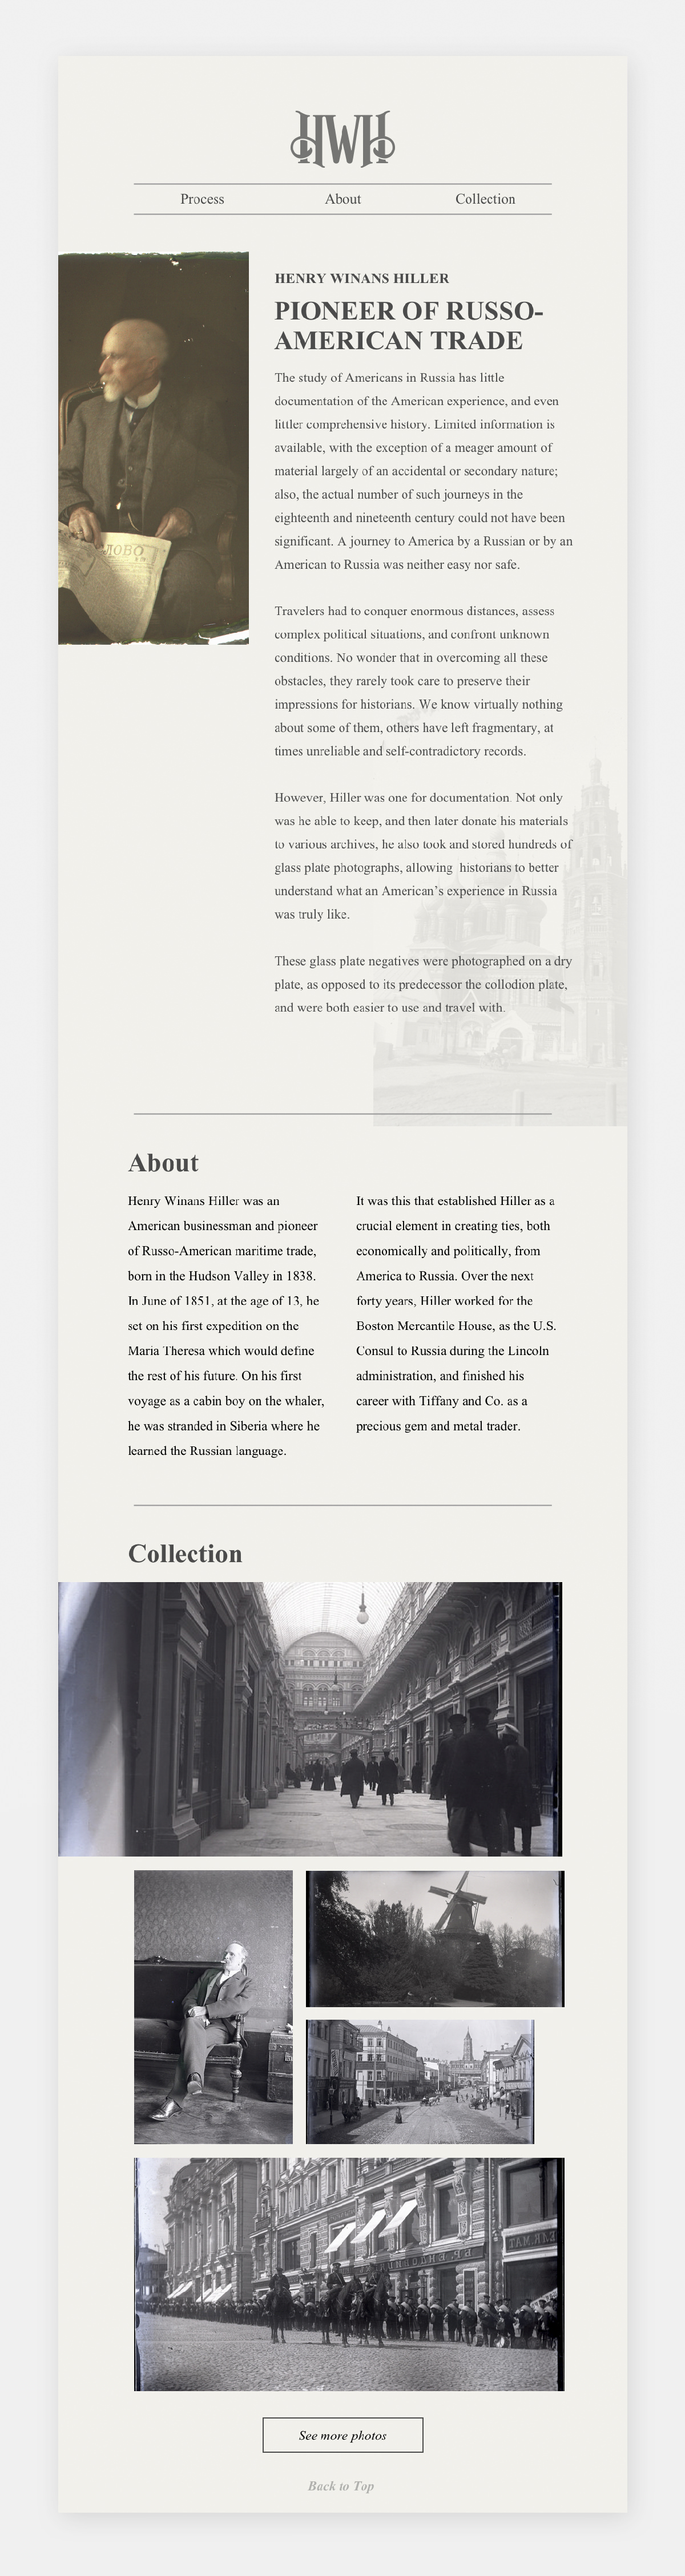 HWH
Process About Collection
HENRY WINANS HILLER
PIONEER OF RUSSO-
AMERICAN TRADE
The study of Americans in Russia has little
documentation of the American experience, and even
littler comprehensive history. Limited information is
available, with the exception of a meager amount of
material largely of an accidental or secondary nature;
also, the actual number of such journeys in the
eighteenth and nineteenth century could not have been
significant. A journey to America by a Russian or by an
American to Russia was neither easy nor safe.
Travelers had to conquer enormous distances, assess
complex political situations, and confront unknown
conditions. No wonder that in overcoming all these
obstacles, they rarely took care to preserve their
impressions for historians. We know virtually nothing
about some of them, others have left fragmentary, at
times unreliable and self-contradictory records.
However, Hiller was one for documentation. Not only
was he able to keep, and then later donate his materials
to various archives, he also took and stored hundreds of
glass plate photographs, allowing  historians to better
understand what an American’s experience in Russia
was truly like.
These glass plate negatives were photographed on a dry
plate, as opposed to its predecessor the collodion plate,
and were both easier to use and travel with.
About
Henry Winans Hiller was an
American businessman and pioneer
of Russo-American maritime trade,
born in the Hudson Valley in 1838.
In June of 1851, at the age of 13, he
set on his first expedition on the
Maria Theresa which would define
the rest of his future. On his first
voyage as a cabin boy on the whaler,
he was stranded in Siberia where he
learned the Russian language.
It was this that established Hiller as a
crucial element in creating ties, both
economically and politically, from
America to Russia. Over the next
forty years, Hiller worked for the
Boston Mercantile House, as the U.S.
Consul to Russia during the Lincoln
administration, and finished his
career with Tiffany and Co. as a
precious gem and metal trader.
Collection
See more photos
Back to Top